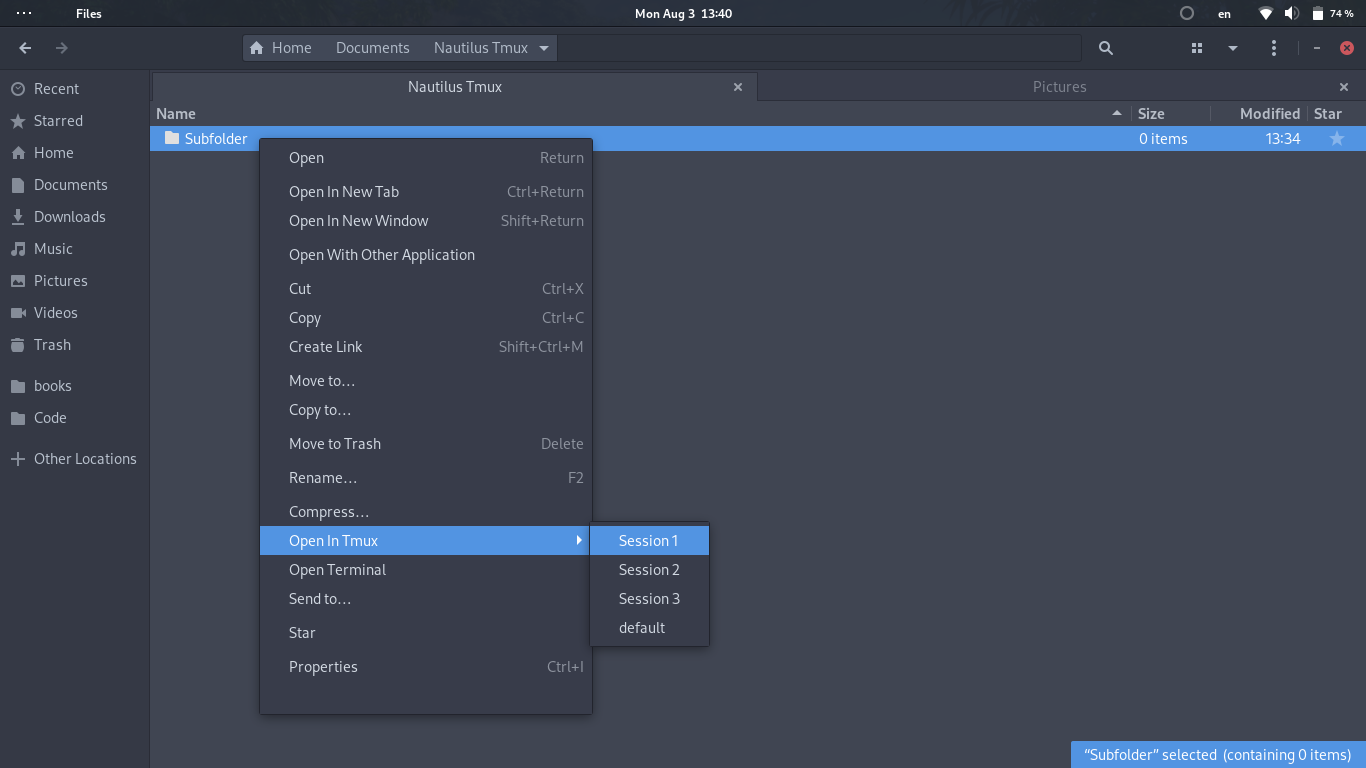 Files
Mon Aug 3 13:40
en
74 %
Home Documents Nautilus Tmux
Recent
Starred
Home
Documents
Downloads
Music
Pictures
Videos
Trash
books
Code
Other Locations
Nautilus Tmux
Pictures
Name Size Modified Star
Subfolder 0 items 13:34
Open Return
Open In New Tab Ctrl+Return
Open In New Window Shift+Return
Open With Other Application
Cut Ctrl+X
Copy Ctrl+C
Create Link Shift+Ctrl+M
Move to…
Copy to…
Move to Trash Delete
Rename… F2
Compress…
Open In Tmux
Open Terminal
Send to…
Star
Properties Ctrl+I
Session 1
Session 2
Session 3
default
“Subfolder” selected (containing 0 items)